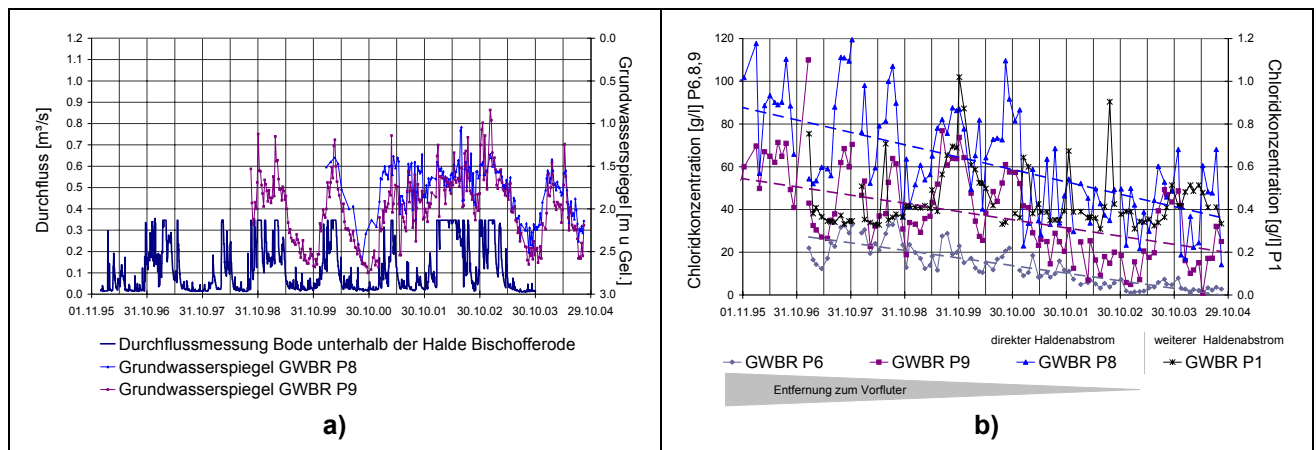 Durchfluss [m³/s]
1.2
1.1
1.0
0.9
0.8
0.7
0.6
0.5
0.4
0.3
0.2
0.1
0.0
0.0
0.5
1.0
1.5
2.0
2.5
3.0
Grundwasserspiegel [m u Gel.]
01.11.95 31.10.96 31.10.97 31.10.98 31.10.99 30.10.00 30.10.01 30.10.02 30.10.03 29.10.04
Durchflussmessung Bode unterhalb der Halde Bischofferode
Grundwasserspiegel GWBR P8
Grundwasserspiegel GWBR P9
a)
Chloridkonzentration [g/l] P6,8,9
120
100
80
60
40
20
0
1.2
1.0
0.8
0.6
0.4
0.2
0.0
Chloridkonzentration [g/l] P1
01.11.95 31.10.96 31.10.97 31.10.98 31.10.99 30.10.00 30.10.01 30.10.02 30.10.03 29.10.04
direkter Haldenabstrom weiterer Haldenabstrom
GWBR P6 GWBR P9 GWBR P8 GWBR P1
Entfernung zum Vorfluter
b)